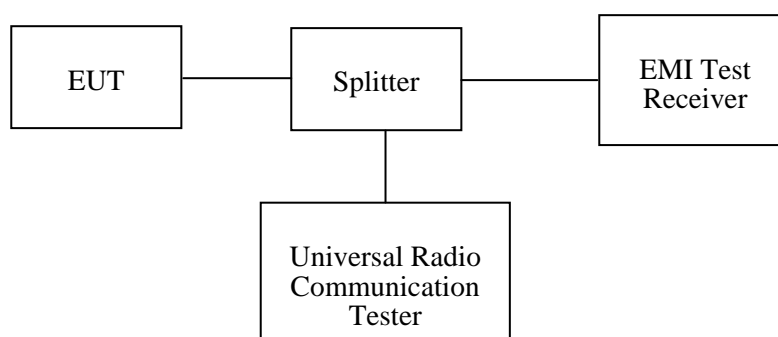 EUT
Splitter
EMI Test
Receiver
Universal Radio
Communication
Tester